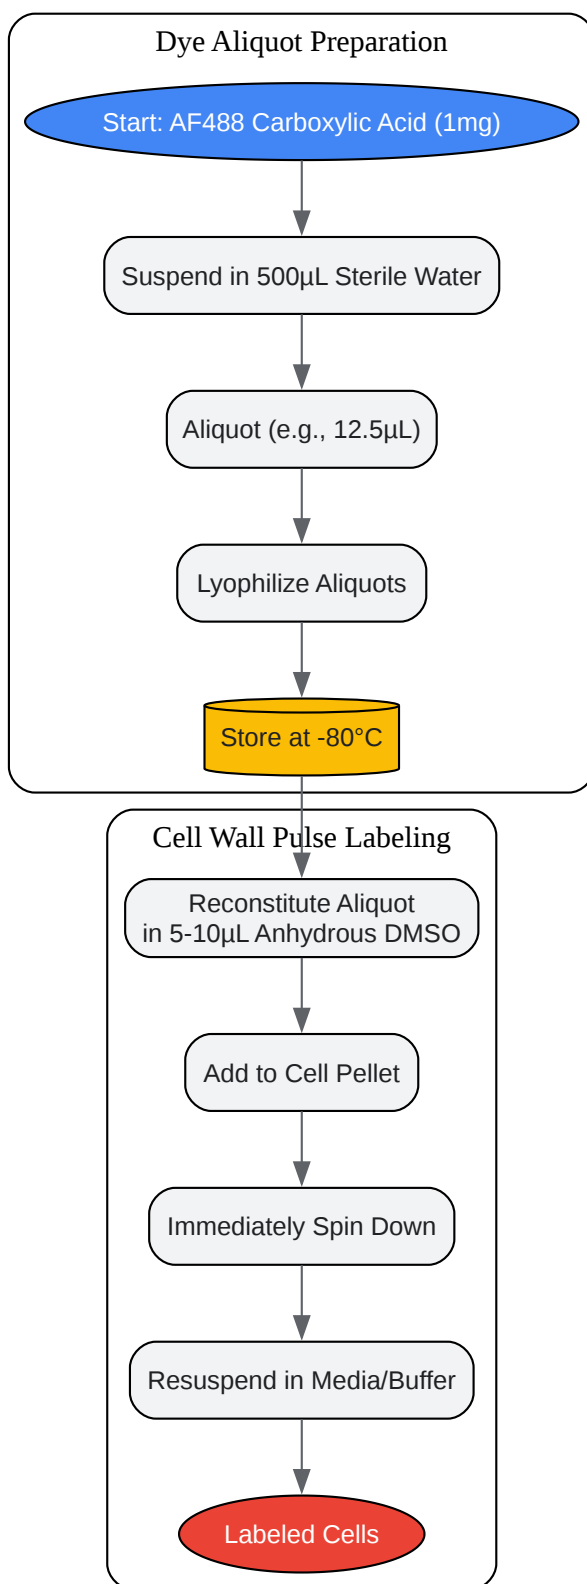 Dye Aliquot Preparation
Start: AF488 Carboxylic Acid (1mg)
Suspend in 500µL Sterile Water
Aliquot (e.g., 12.5µL)
Lyophilize Aliquots
Store at -80°C
Cell Wall Pulse Labeling
Reconstitute Aliquot
in 5-10µL Anhydrous DMSO
Add to Cell Pellet
Immediately Spin Down
Resuspend in Media/Buffer
Labeled Cells